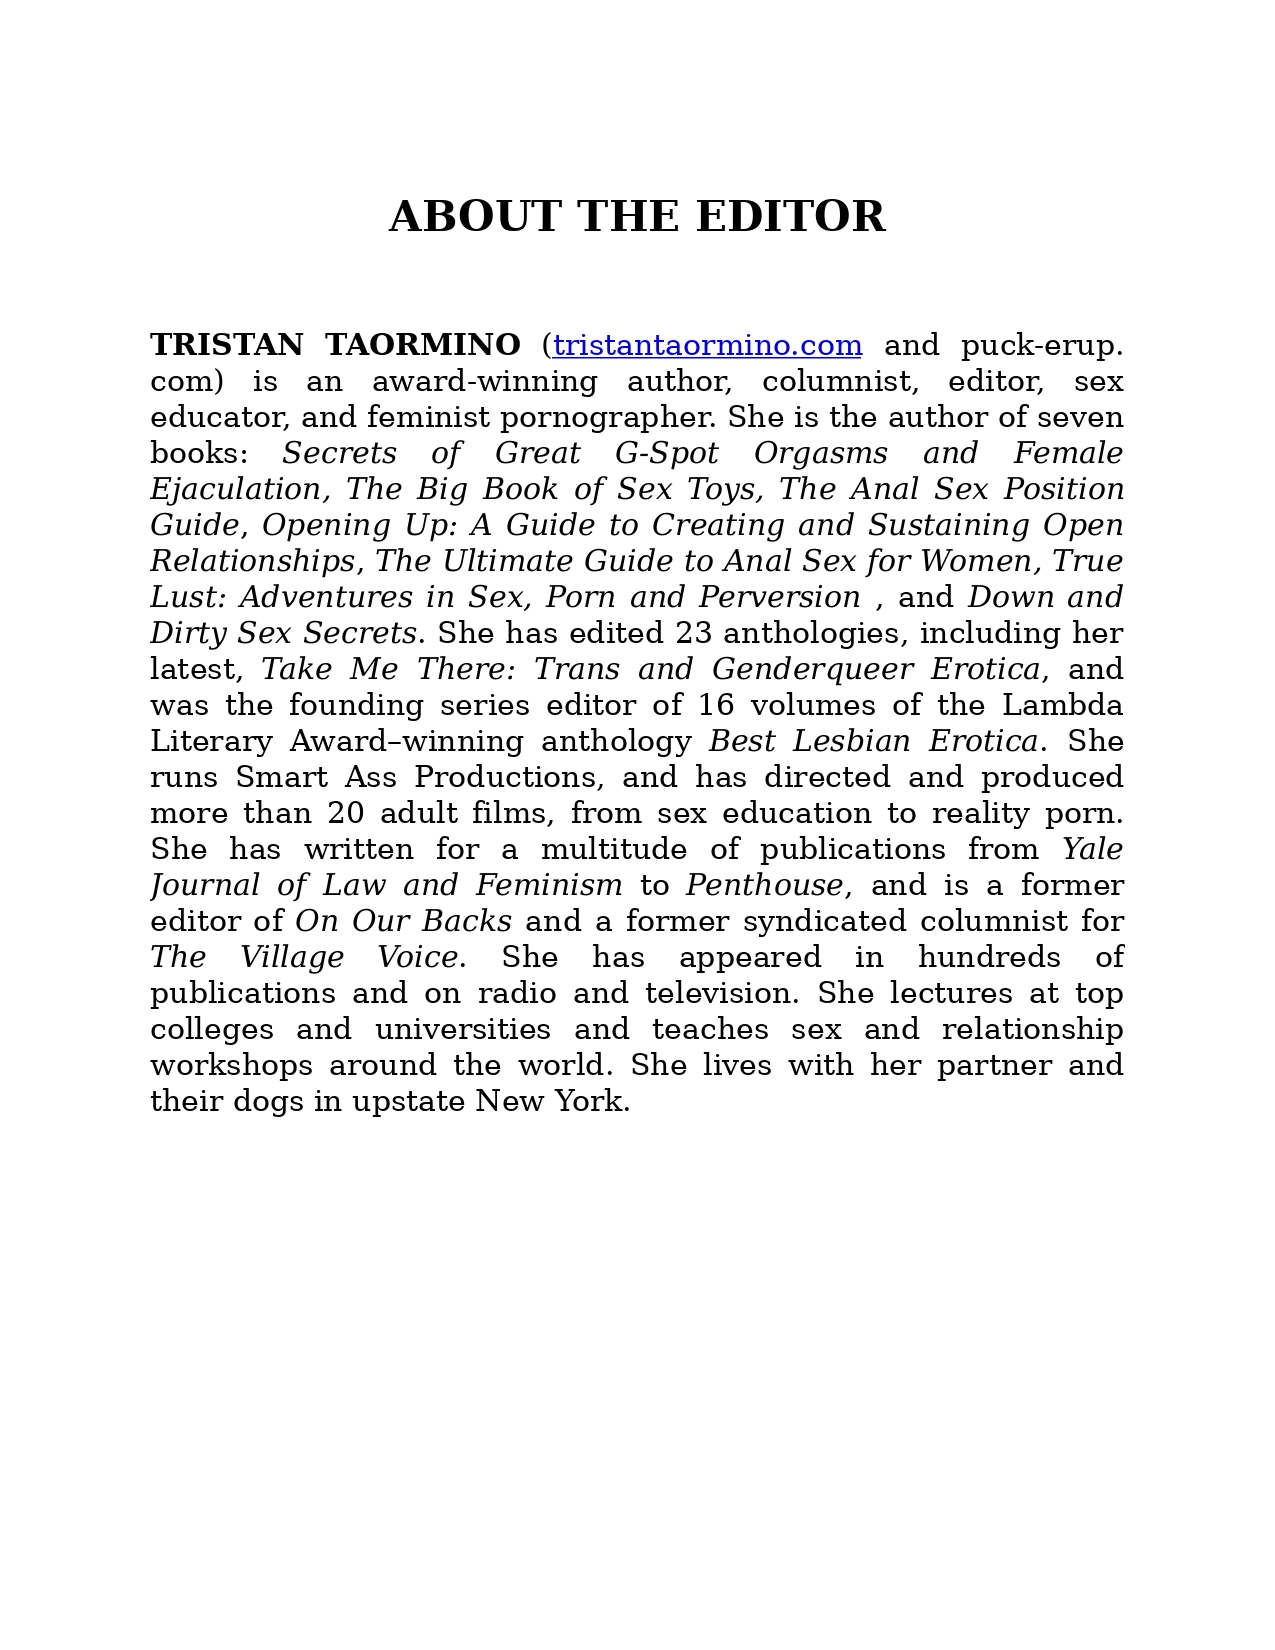 ABOUT THE EDITOR
TRISTAN TAORMINO (tristantaormino.com and puck-erup.
com) is an award-winning author, columnist, editor, sex
educator, and feminist pornographer. She is the author of seven
books: Secrets of Great G-Spot Orgasms and Female
Ejaculation, The Big Book of Sex Toys, The Anal Sex Position
Guide, Opening Up: A Guide to Creating and Sustaining Open
Relationships, The Ultimate Guide to Anal Sex for Women, True
Lust: Adventures in Sex, Porn and Perversion , and Down and
Dirty Sex Secrets. She has edited 23 anthologies, including her
latest, Take Me There: Trans and Genderqueer Erotica, and
was the founding series editor of 16 volumes of the Lambda
Literary Award–winning anthology Best Lesbian Erotica. She
runs Smart Ass Productions, and has directed and produced
more than 20 adult films, from sex education to reality porn.
She has written for a multitude of publications from Yale
Journal of Law and Feminism to Penthouse, and is a former
editor of On Our Backs and a former syndicated columnist for
The Village Voice. She has appeared in hundreds of
publications and on radio and television. She lectures at top
colleges and universities and teaches sex and relationship
workshops around the world. She lives with her partner and
their dogs in upstate New York.